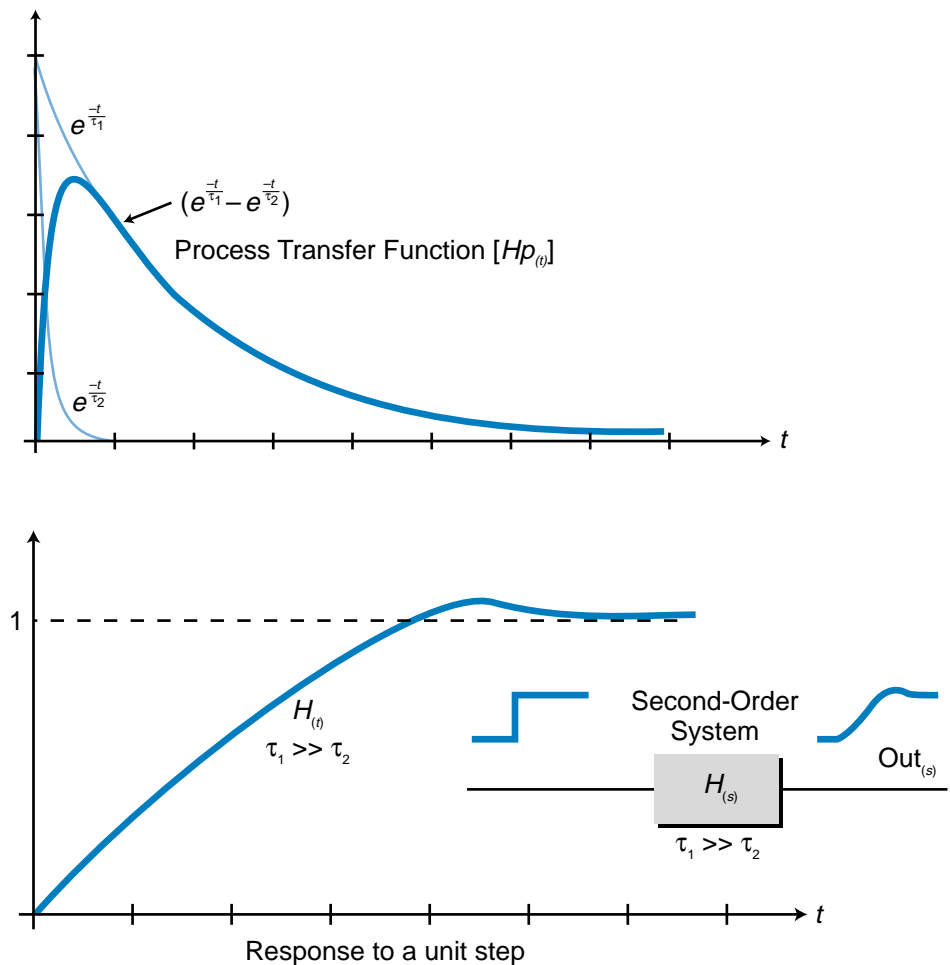 e^(-t/τ₁)
(e^(-t/τ₁) – e^(-t/τ₂))
Process Transfer Function [Hp₍t₎]
e^(-t/τ₂)
t
1
H₍t₎
τ₁ >> τ₂
Second-Order
System
Out₍s₎
H₍s₎
τ₁ >> τ₂
t
Response to a unit step